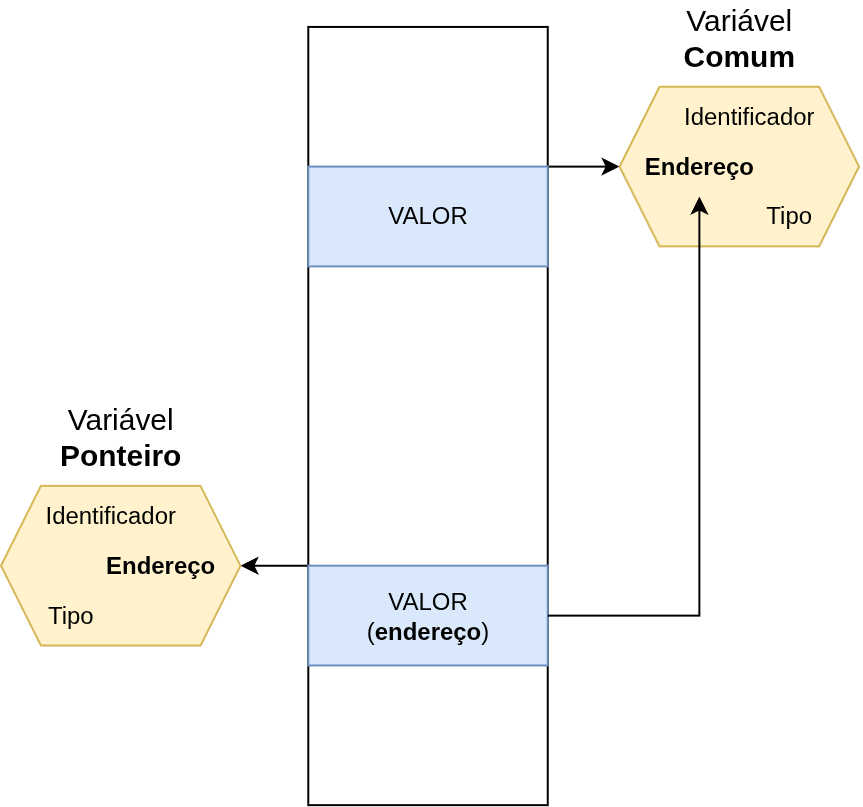 Variável
Comum
Identificador
Endereço
Tipo
VALOR
Variável
Ponteiro
Identificador
Endereço
Tipo
VALOR
(endereço)